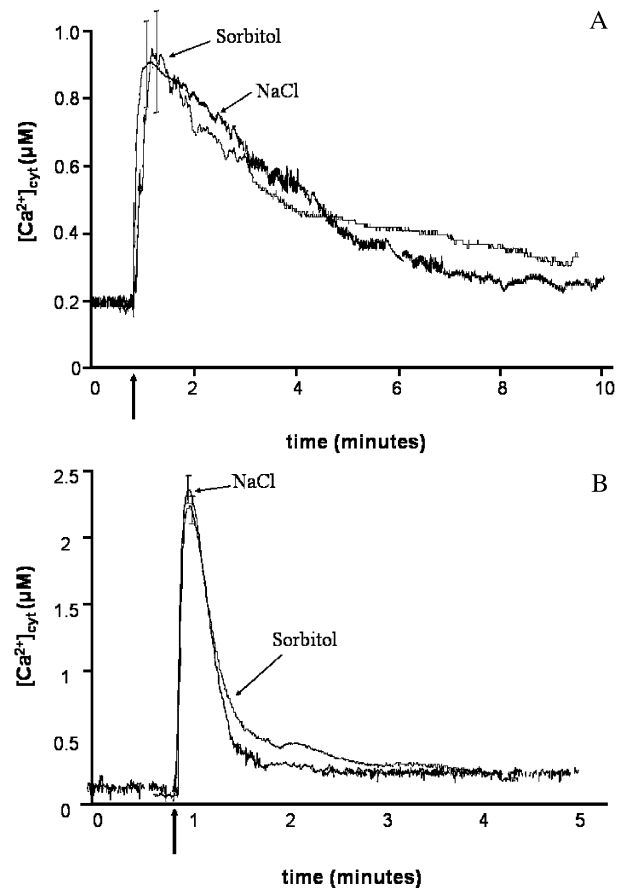 A
1.0
0.8
0.6
0.4
0.2
0
[Ca²⁺]cyt (µM)
Sorbitol
NaCl
0 2 4 6 8 10
time (minutes)
B
2.5
2
1.5
1
0.5
0
[Ca²⁺]cyt (µM)
NaCl
Sorbitol
0 1 2 3 4 5
time (minutes)